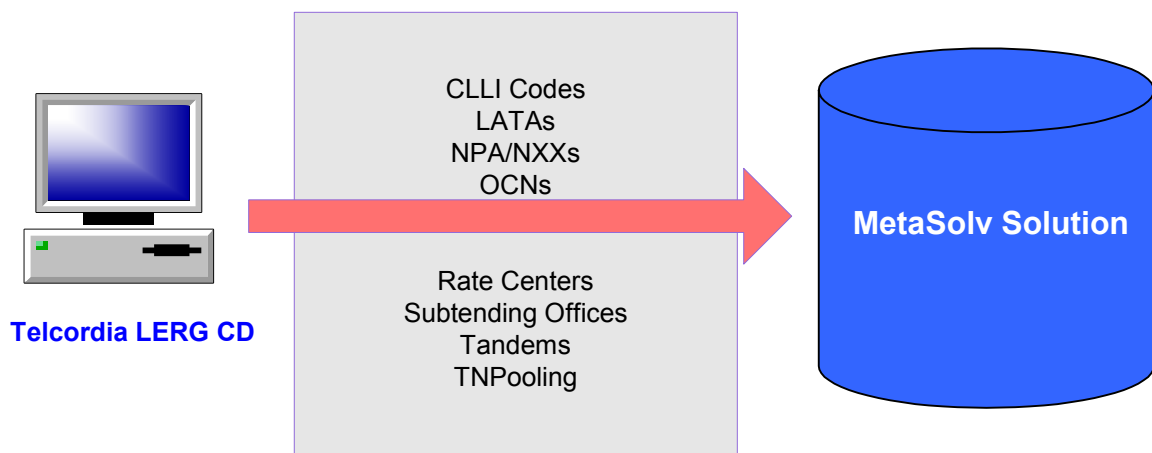 CLLI Codes
LATAs
NPA/NXXs
OCNs
Rate Centers
Subtending Offices
Tandems
TNPooling
Telcordia LERG CD
MetaSolv Solution